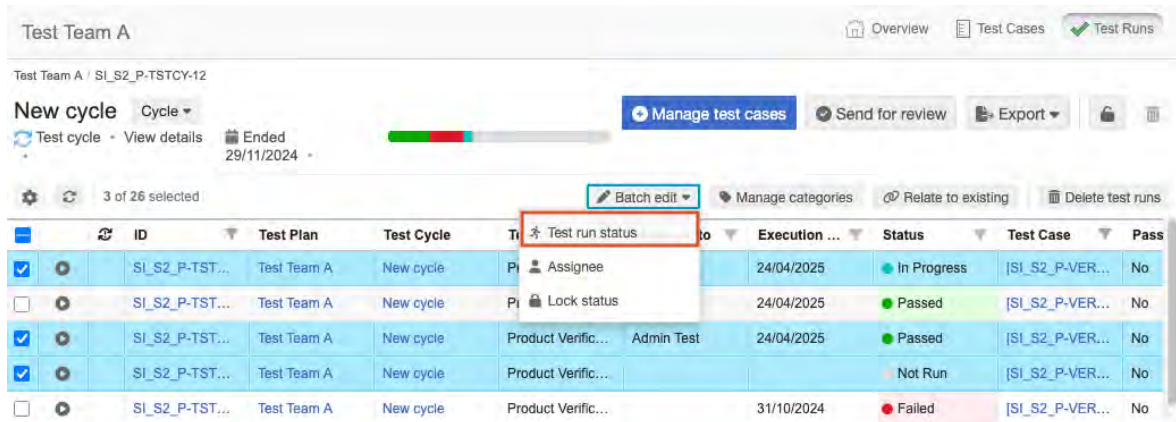 Test Team A
Overview Test Cases Test Runs
Test Team A / SI_S2_P-TSTCY-12
New cycle Cycle
Manage test cases Send for review Export
Test cycle • View details Ended
29/11/2024 •
3 of 26 selected Batch edit Manage categories Relate to existing Delete test runs
ID Test Plan Test Cycle to Execution ... Status Test Case Pass
Test run status
Assignee
Lock status
SI_S2_P-TST... Test Team A New cycle 24/04/2025 In Progress [SI_S2_P-VER... No
SI_S2_P-TST... Test Team A New cycle 24/04/2025 Passed [SI_S2_P-VER... No
SI_S2_P-TST... Test Team A New cycle Product Verific... Admin Test 24/04/2025 Passed [SI_S2_P-VER... No
SI_S2_P-TST... Test Team A New cycle Product Verific... Not Run [SI_S2_P-VER... No
SI_S2_P-TST... Test Team A New cycle Product Verific... 31/10/2024 Failed [SI_S2_P-VER... No